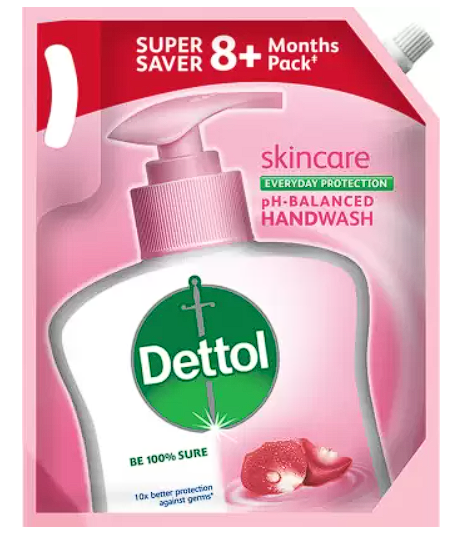 SUPER
SAVER
8+
Months
Pack‡
skincare
EVERYDAY PROTECTION
pH-BALANCED
HANDWASH
Dettol
BE 100% SURE
10x better protection
against germs*